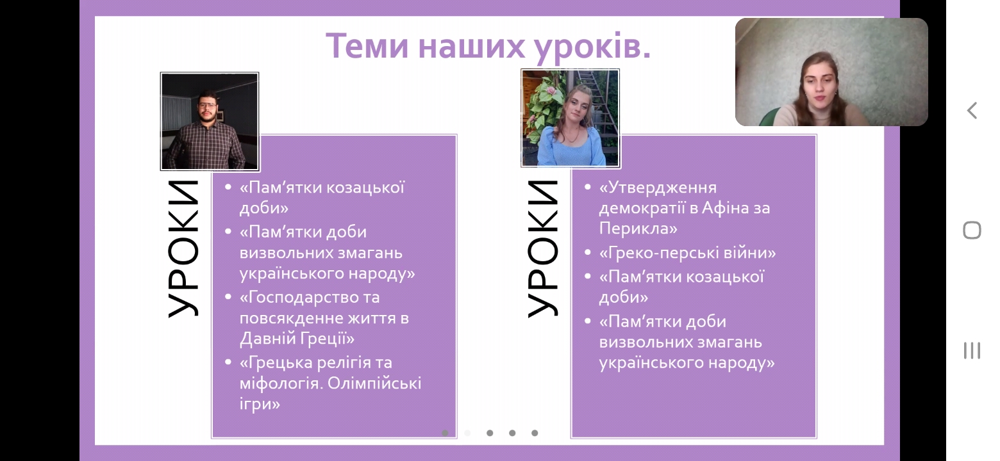 Теми наших уроків.
УРОКИ
• «Пам’ятки козацької
доби»
• «Пам’ятки доби
визвольних змагань
українського народу»
• «Господарство та
повсякденне життя в
Давній Греції»
• «Грецька релігія та
міфологія. Олімпійські
ігри»
УРОКИ
• «Утвердження
демократії в Афіна за
Перикла»
• «Греко-перські війни»
• «Пам’ятки козацької
доби»
• «Пам’ятки доби
визвольних змагань
українського народу»